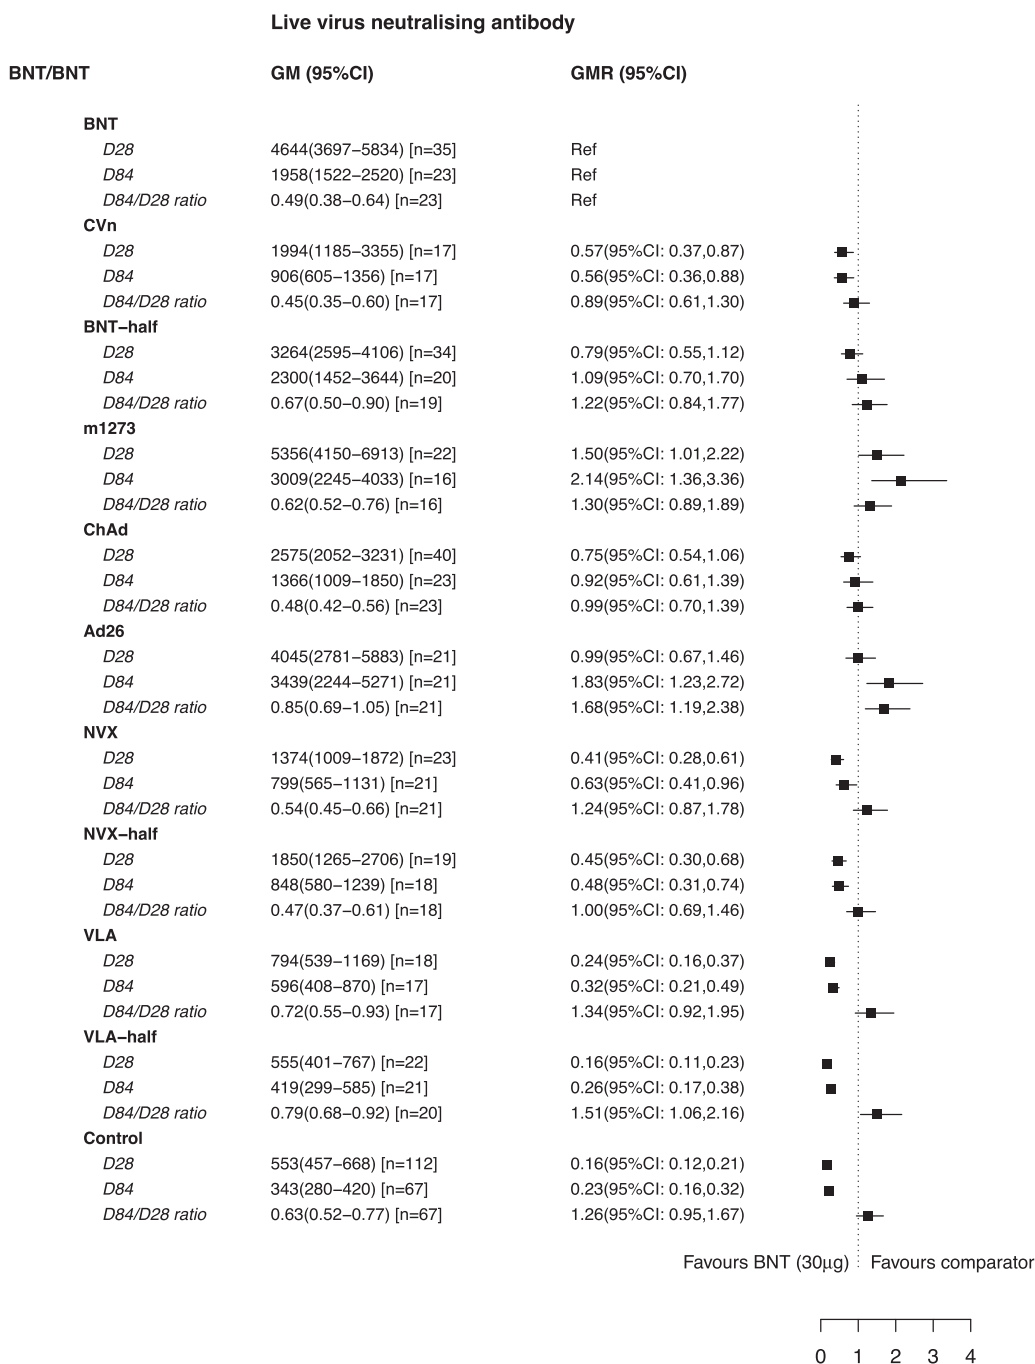 Live virus neutralising antibody
BNT/BNT GM (95%CI) GMR (95%CI)
BNT
D28 4644(3697−5834) [n=35] Ref
D84 1958(1522−2520) [n=23] Ref
D84/D28 ratio 0.49(0.38−0.64) [n=23] Ref
CVn
D28 1994(1185−3355) [n=17] 0.57(95%CI: 0.37,0.87)
D84 906(605−1356) [n=17] 0.56(95%CI: 0.36,0.88)
D84/D28 ratio 0.45(0.35−0.60) [n=17] 0.89(95%CI: 0.61,1.30)
BNT−half
D28 3264(2595−4106) [n=34] 0.79(95%CI: 0.55,1.12)
D84 2300(1452−3644) [n=20] 1.09(95%CI: 0.70,1.70)
D84/D28 ratio 0.67(0.50−0.90) [n=19] 1.22(95%CI: 0.84,1.77)
m1273
D28 5356(4150−6913) [n=22] 1.50(95%CI: 1.01,2.22)
D84 3009(2245−4033) [n=16] 2.14(95%CI: 1.36,3.36)
D84/D28 ratio 0.62(0.52−0.76) [n=16] 1.30(95%CI: 0.89,1.89)
ChAd
D28 2575(2052−3231) [n=40] 0.75(95%CI: 0.54,1.06)
D84 1366(1009−1850) [n=23] 0.92(95%CI: 0.61,1.39)
D84/D28 ratio 0.48(0.42−0.56) [n=23] 0.99(95%CI: 0.70,1.39)
Ad26
D28 4045(2781−5883) [n=21] 0.99(95%CI: 0.67,1.46)
D84 3439(2244−5271) [n=21] 1.83(95%CI: 1.23,2.72)
D84/D28 ratio 0.85(0.69−1.05) [n=21] 1.68(95%CI: 1.19,2.38)
NVX
D28 1374(1009−1872) [n=23] 0.41(95%CI: 0.28,0.61)
D84 799(565−1131) [n=21] 0.63(95%CI: 0.41,0.96)
D84/D28 ratio 0.54(0.45−0.66) [n=21] 1.24(95%CI: 0.87,1.78)
NVX−half
D28 1850(1265−2706) [n=19] 0.45(95%CI: 0.30,0.68)
D84 848(580−1239) [n=18] 0.48(95%CI: 0.31,0.74)
D84/D28 ratio 0.47(0.37−0.61) [n=18] 1.00(95%CI: 0.69,1.46)
VLA
D28 794(539−1169) [n=18] 0.24(95%CI: 0.16,0.37)
D84 596(408−870) [n=17] 0.32(95%CI: 0.21,0.49)
D84/D28 ratio 0.72(0.55−0.93) [n=17] 1.34(95%CI: 0.92,1.95)
VLA−half
D28 555(401−767) [n=22] 0.16(95%CI: 0.11,0.23)
D84 419(299−585) [n=21] 0.26(95%CI: 0.17,0.38)
D84/D28 ratio 0.79(0.68−0.92) [n=20] 1.51(95%CI: 1.06,2.16)
Control
D28 553(457−668) [n=112] 0.16(95%CI: 0.12,0.21)
D84 343(280−420) [n=67] 0.23(95%CI: 0.16,0.32)
D84/D28 ratio 0.63(0.52−0.77) [n=67] 1.26(95%CI: 0.95,1.67)
Favours BNT (30μg) Favours comparator
0 1 2 3 4